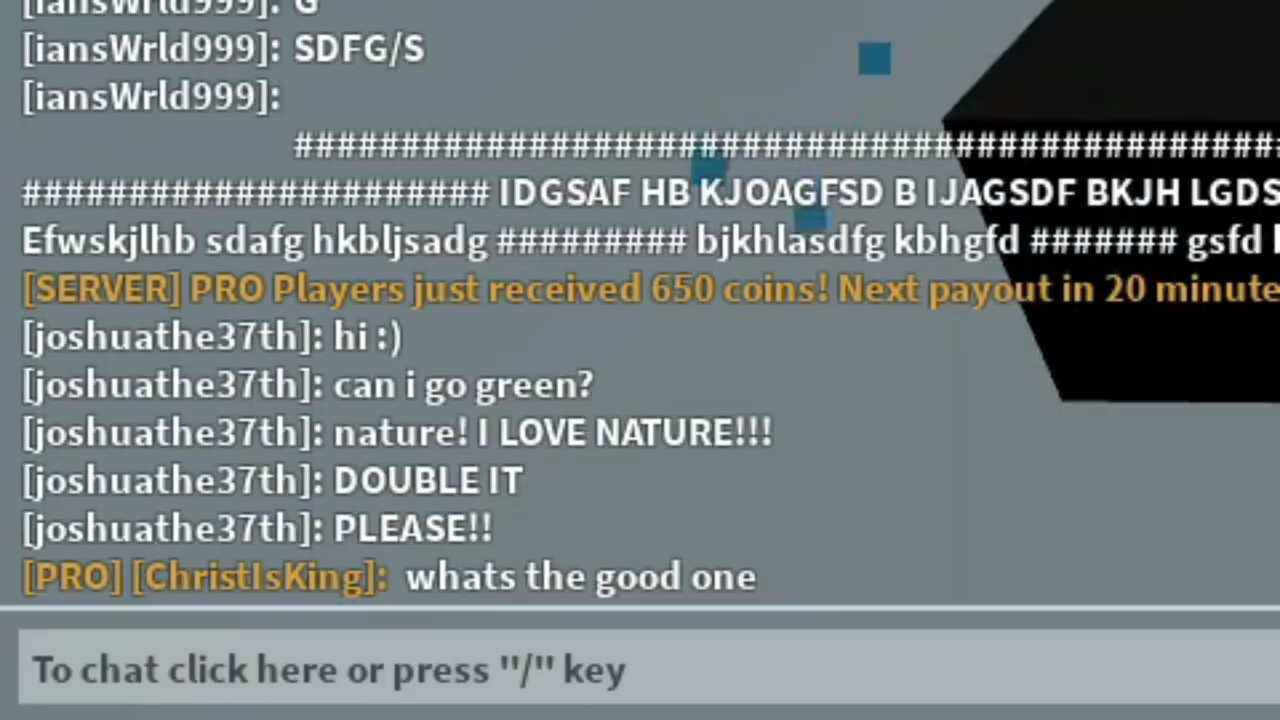 [iansWrld999]: G
[iansWrld999]: SDFG/S
[iansWrld999]:
##############################################
###################### IDGSAF HB KJOAGFSD B IJAGSDF BKJH LGDS
Efwskjlhb sdafg hkbljsadg ######### bjkhlasdfg kbhgfd ####### gsfd
[SERVER] PRO Players just received 650 coins! Next payout in 20 minute
[joshuathe37th]: hi :)
[joshuathe37th]: can i go green?
[joshuathe37th]: nature! I LOVE NATURE!!!
[joshuathe37th]: DOUBLE IT
[joshuathe37th]: PLEASE!!
[PRO] [ChristIsKing]: whats the good one
To chat click here or press "/" key